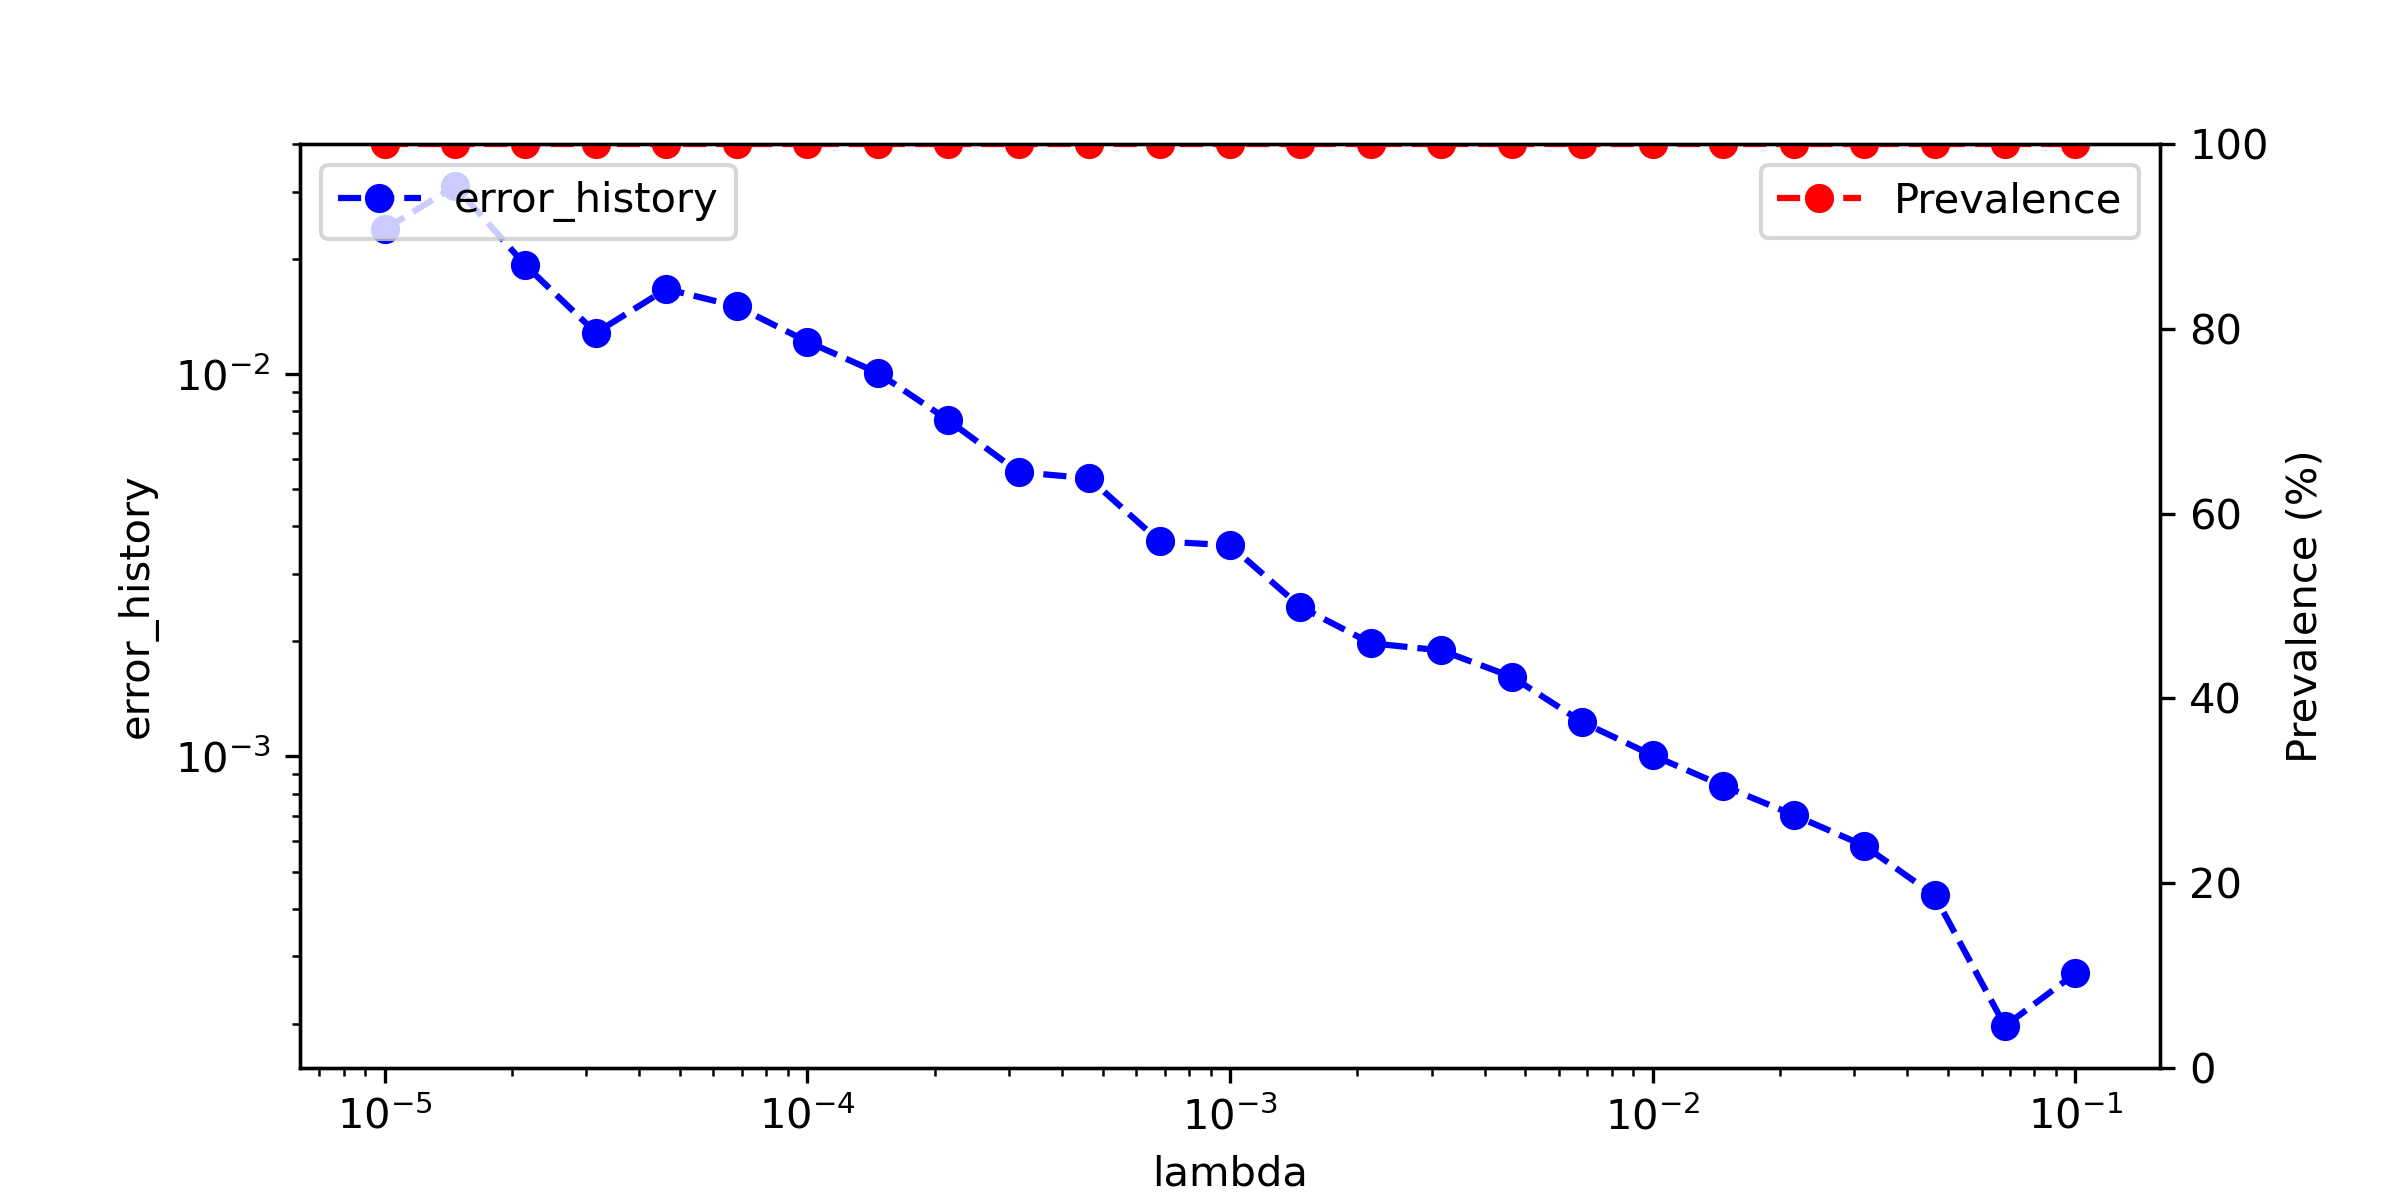 error_history
Prevalence
10⁻²
10⁻³
error_history
100
80
60
40
20
0
Prevalence (%)
10⁻⁵
10⁻⁴
10⁻³
10⁻²
10⁻¹
lambda